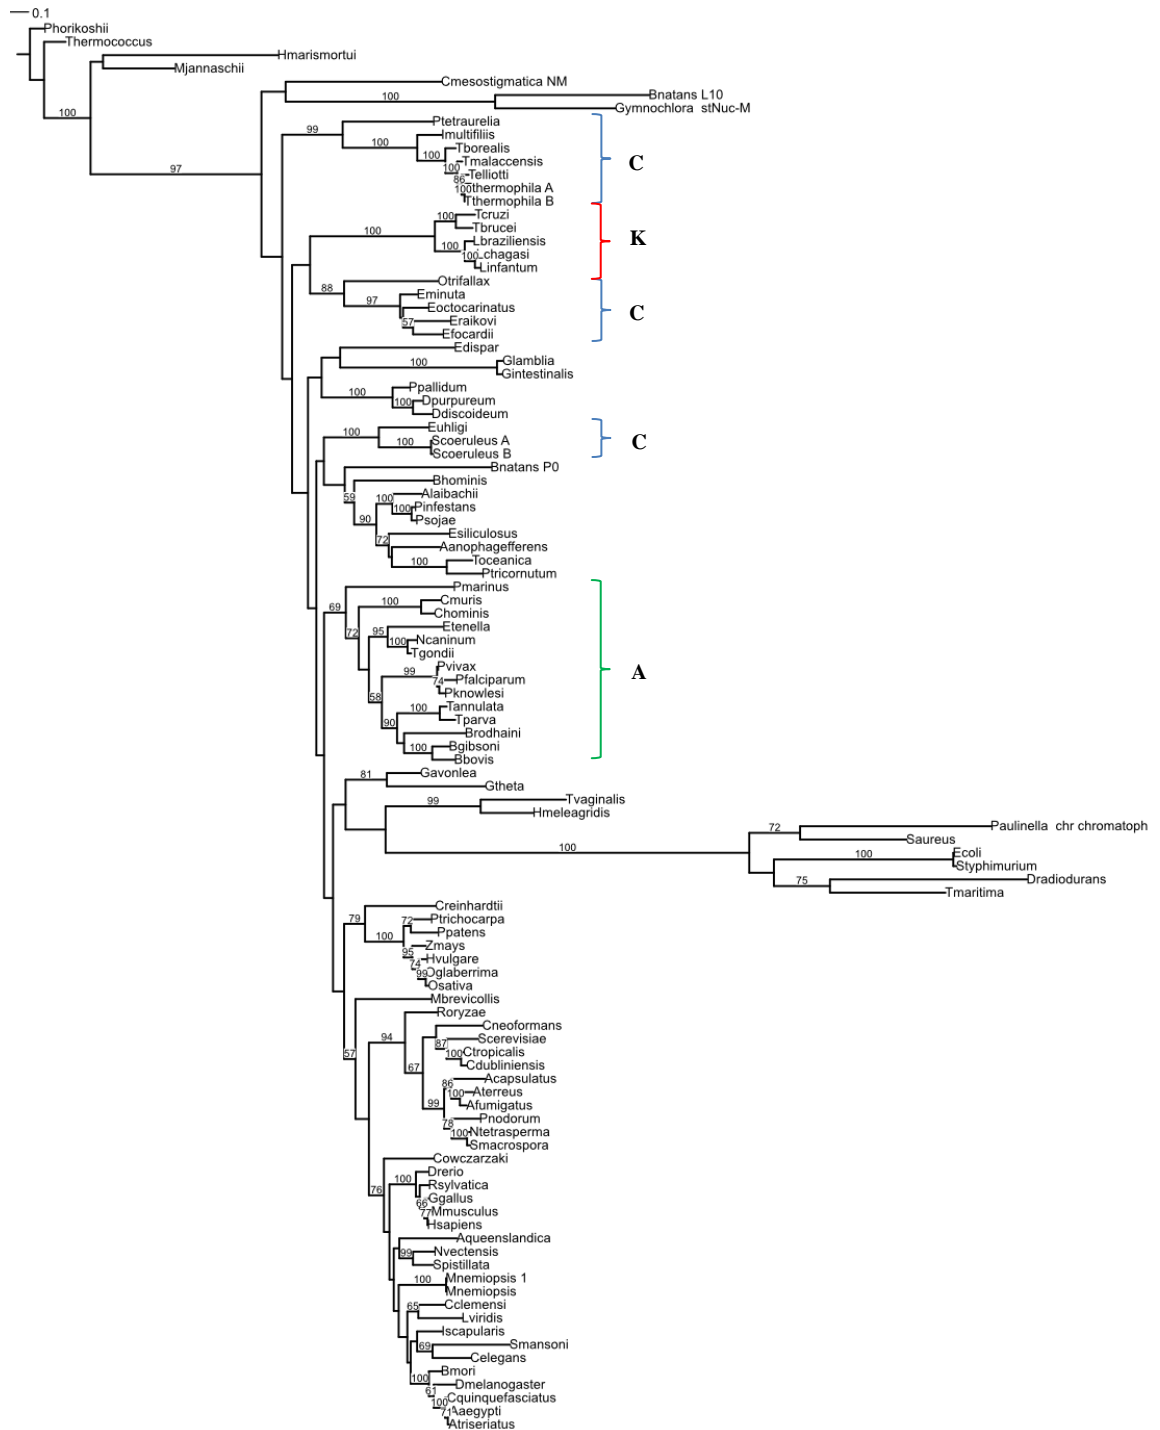 0.1
Phorikoshii
Thermococcus
Hmarismortui
Mjannaschii
100
Cmesostigmatica NM
Bnatans L10
100
Gymnochlora stNuc-M
97
Ptetraurelia
99
Imultifiliis
100
Tborealis
100
Tmalaccensis
100
Telliotti
86
Tthermophila A
100
Tthermophila B
C
Tcruzi
100
Tbrucei
100
Lbraziliensis
100
Lchagasi
100
Linfantum
K
Otrifallax
88
Eminuta
97
Eoctocarinatus
Eraikovi
57
Efocardii
C
Edispar
Glamblia
100
Gintestinalis
Ppallidum
100
Dpurpureum
100
Ddiscoideum
Euhligi
100
Scoeruleus A
100
Scoeruleus B
C
Bnatans P0
Bhominis
59
Alaibachii
100
Pinfestans
100
Psojae
90
Esiliculosus
72
Aanophagefferens
Toceanica
100
Ptricornutum
Pmarinus
69
Cmuris
100
Chominis
72
Etenella
95
Ncaninum
100
Tgondii
Pvivax
99
Pfalciparum
74
Pknowlesi
58
Tannulata
100
Tparva
90
Brodhaini
Bgibsoni
100
Bbovis
A
Gavonlea
81
Gtheta
Tvaginalis
99
Hmeleagridis
Paulinella chr chromatoph
72
Saureus
100
Ecoli
100
Styphimurium
Dradiodurans
75
Tmaritima
Creinhardtii
79
Ptrichocarpa
72
Ppatens
100
Zmays
95
Hvulgare
74
Oglaberrima
99
Osativa
Mbrevicollis
57
Roryzae
94
Cneoformans
Scerevisiae
87
Ctropicalis
100
Cdubliniensis
67
Acapsulatus
86
Aterreus
100
Afumigatus
99
Pnodorum
78
Ntetrasperma
100
Smacrospora
Cowczarzaki
76
Drerio
100
Rsylvatica
Ggallus
66
Mmusculus
77
Hsapiens
Aqueenslandica
Nvectensis
99
Spistillata
Mnemiopsis 1
100
Mnemiopsis
Cclemensi
65
Lviridis
Iscapularis
Smansoni
69
Celegans
Bmori
100
Dmelanogaster
61
Cquinquefasciatus
100
Aaegypti
71
Atriseriatus